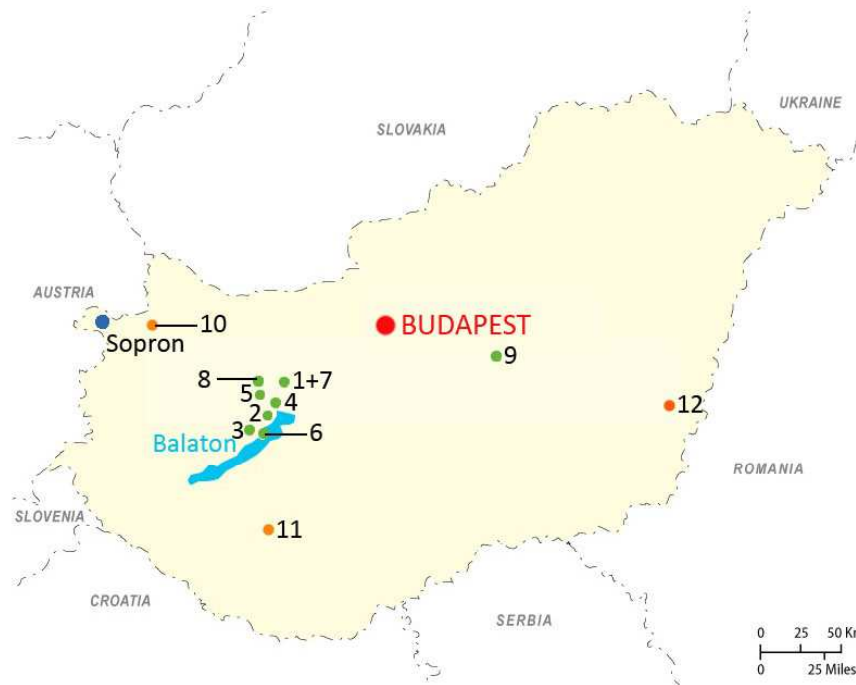 UKRAINE
SLOVAKIA
AUSTRIA
Sopron
10
BUDAPEST
9
8
1+7
5
4
2
12
3
Balaton
6
ROMANIA
SLOVENIA
11
CROATIA
SERBIA
0 25 50 Km
0 25 Miles